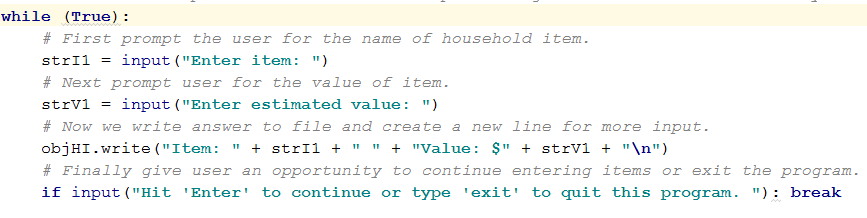 while (True):
# First prompt the user for the name of household item.
strI1 = input("Enter item: ")
# Next prompt user for the value of item.
strV1 = input("Enter estimated value: ")
# Now we write answer to file and create a new line for more input.
objHI.write("Item: " + strI1 + " " + "Value: $" + strV1 + "\n")
# Finally give user an opportunity to continue entering items or exit the program.
if input("Hit 'Enter' to continue or type 'exit' to quit this program. "): break